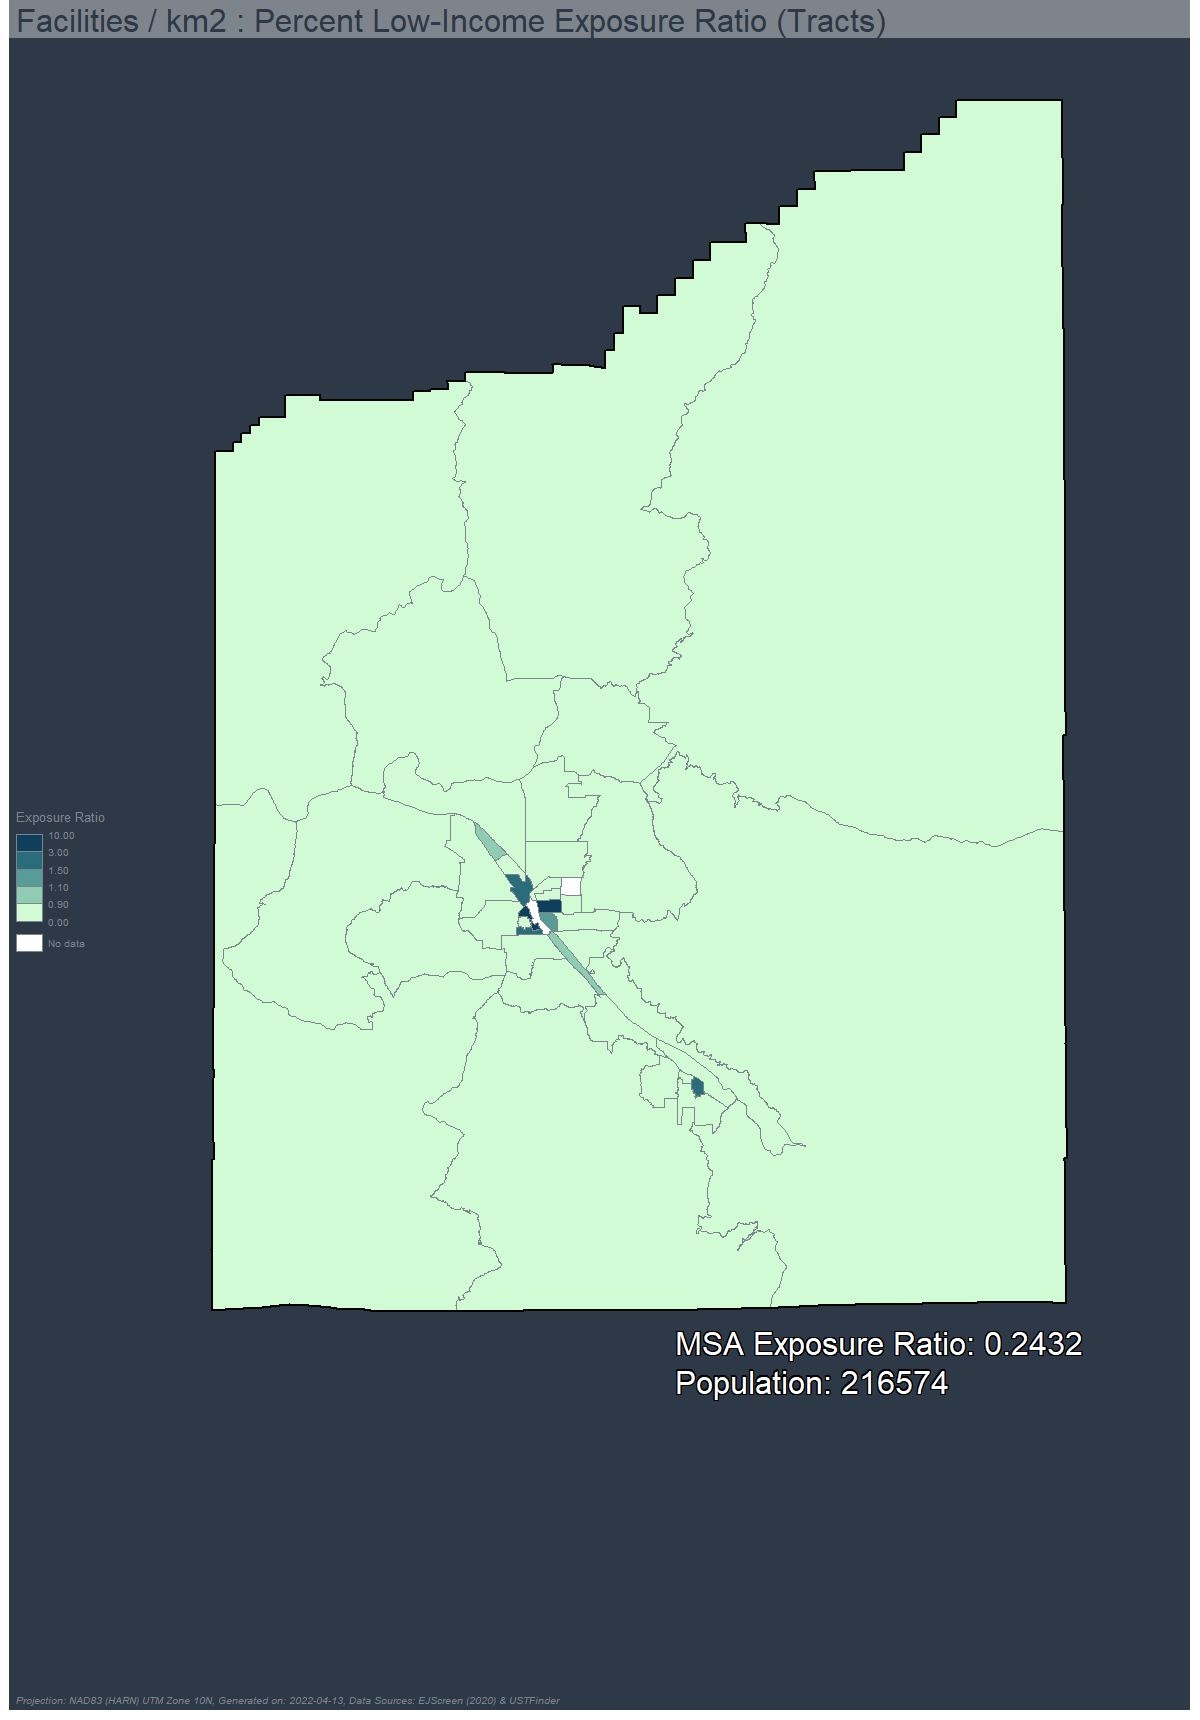 Facilities / km2 : Percent Low-Income Exposure Ratio (Tracts)
Exposure Ratio
10.00
3.00
1.50
1.10
0.90
0.00
No data
MSA Exposure Ratio: 0.2432
Population: 216574
Projection: NAD83 (HARN) UTM Zone 10N, Generated on: 2022-04-13, Data Sources: EJScreen (2020) & USTFinder